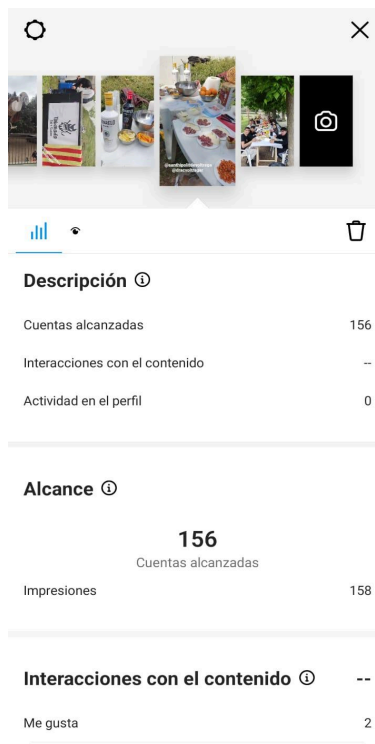 Descripción
Cuentas alcanzadas 156
Interacciones con el contenido --
Actividad en el perfil 0
Alcance
156
Cuentas alcanzadas
Impresiones 158
Interacciones con el contenido --
Me gusta 2